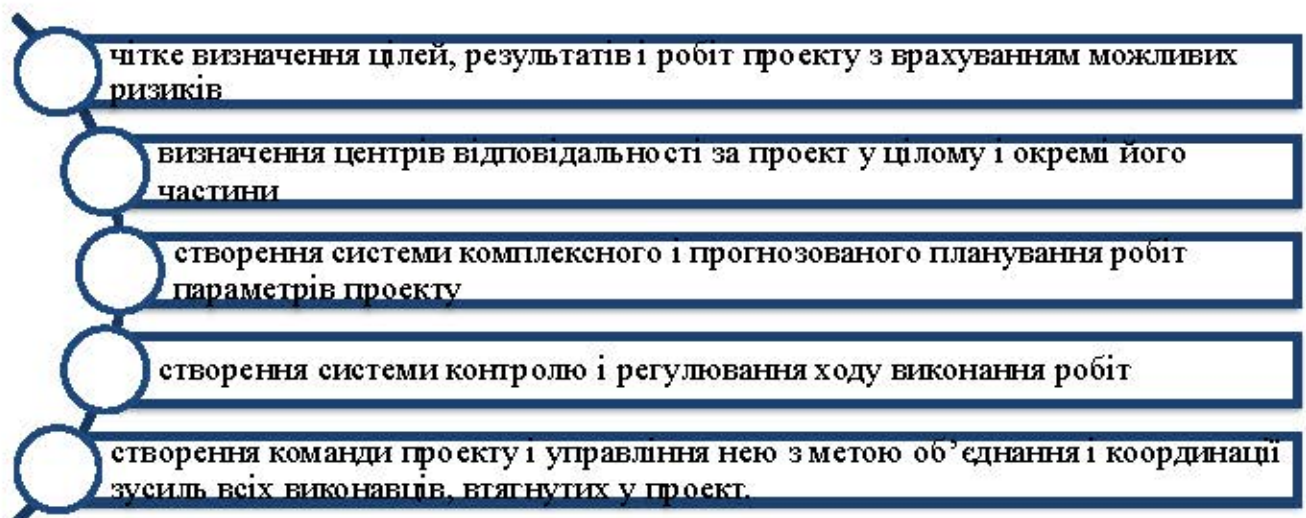 чітке визначення цілей, результатів і робіт проекту з врахуванням можливих
ризиків
визначення центрів відповідальності за проект у цілому і окремі його
частини
створення системи комплексного і прогнозованого планування робіт
параметрів проекту
створення системи контролю і регулювання ходу виконання робіт
створення команди проекту і управління нею з метою об’єднання і координації
зусиль всіх виконавців, втягнутих у проект.